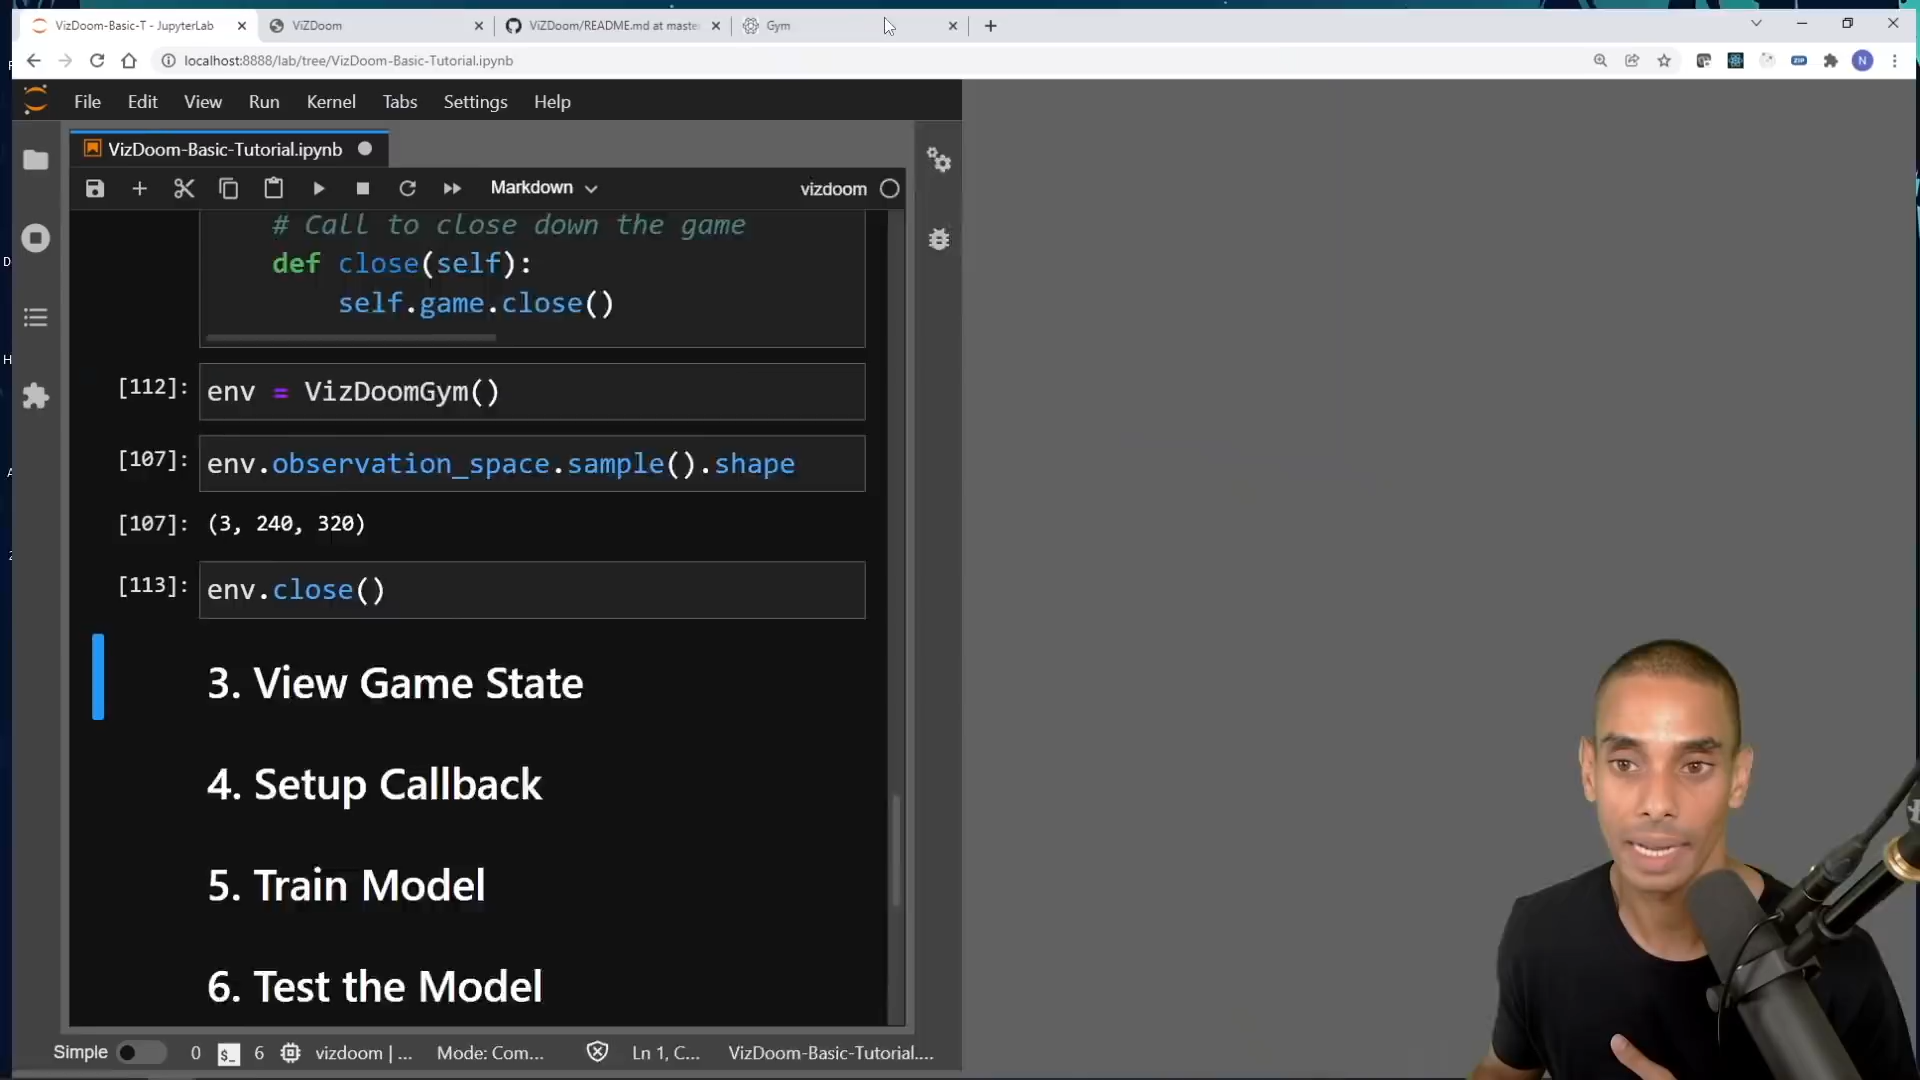 VizDoom-Basic-T - JupyterLab
ViZDoom
ViZDoom/README.md at maste
Gym
localhost:8888/lab/tree/VizDoom-Basic-Tutorial.ipynb
N
File Edit View Run Kernel Tabs Settings Help
VizDoom-Basic-Tutorial.ipynb
Markdown
vizdoom
# Call to close down the game
def close(self):
self.game.close()
[112]: env = VizDoomGym()
[107]: env.observation_space.sample().shape
[107]: (3, 240, 320)
[113]: env.close()
3. View Game State
4. Setup Callback
5. Train Model
6. Test the Model
Simple 0 $_ 6 vizdoom | ... Mode: Com... Ln 1, C... VizDoom-Basic-Tutorial....